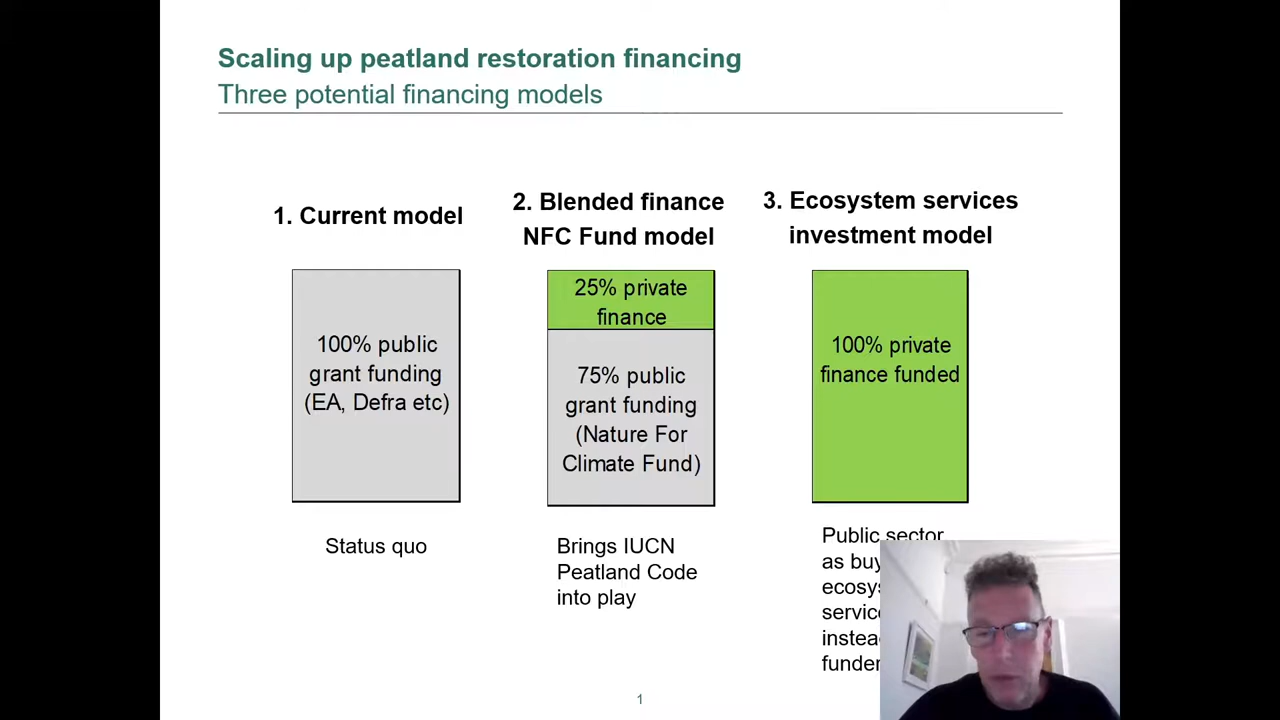 Scaling up peatland restoration financing
Three potential financing models
1. Current model
100% public
grant funding
(EA, Defra etc)
Status quo
2. Blended finance
NFC Fund model
25% private
finance
75% public
grant funding
(Nature For
Climate Fund)
Brings IUCN
Peatland Code
into play
3. Ecosystem services
investment model
100% private
finance funded
Public sector
as
1